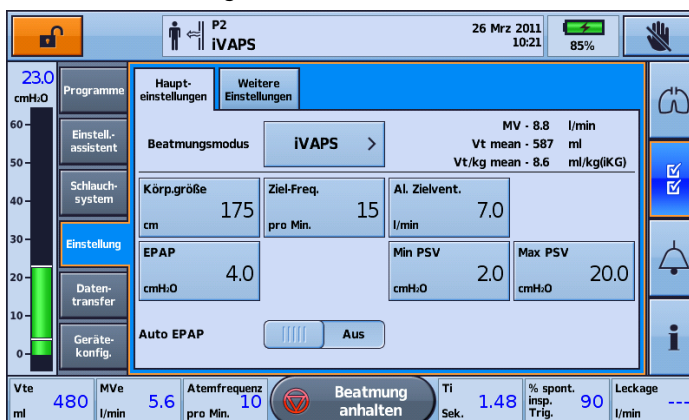 P2
iVAPS
26 Mrz 2011
10:21
85%
23.0
cmH₂O
60
50
40
30
20
10
0
Programme
Einstell.-
assistent
Schlauch-
system
Einstellung
Daten-
transfer
Geräte-
konfig.
Haupt-
einstellungen
Weitere
Einstellungen
Beatmungsmodus
iVAPS >
MV - 8.8 l/min
Vt mean - 587 ml
Vt/kg mean - 8.6 ml/kg(iKG)
Körp.größe
175
cm
Ziel-Freq.
15
pro Min.
Al. Zielvent.
7.0
l/min
EPAP
4.0
cmH₂O
Min PSV
2.0
cmH₂O
Max PSV
20.0
cmH₂O
Auto EPAP
Aus
i
Vte
480
ml
MVe
5.6
l/min
Atemfrequenz
10
pro Min.
Beatmung
anhalten
Ti
1.48
Sek.
% spont.
insp.
Trig.
90
Leckage
---
l/min